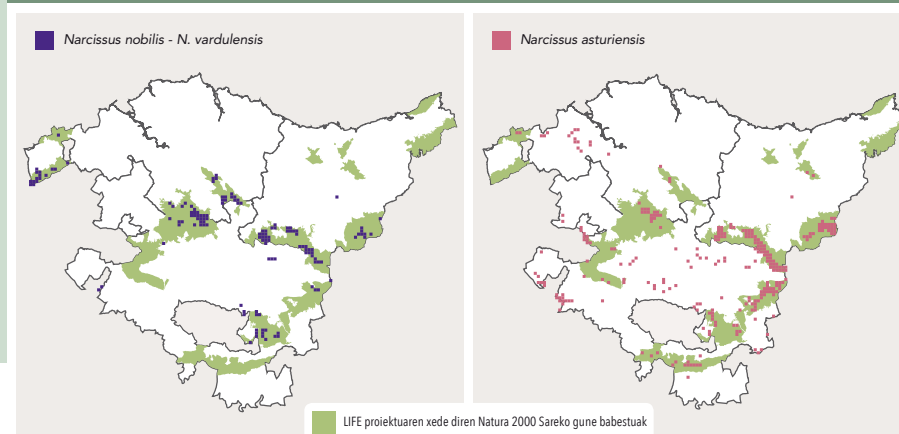 Narcissus nobilis - N. vardulensis
Narcissus asturiensis
LIFE proiektuaren xede diren Natura 2000 Sareko gune babestuak